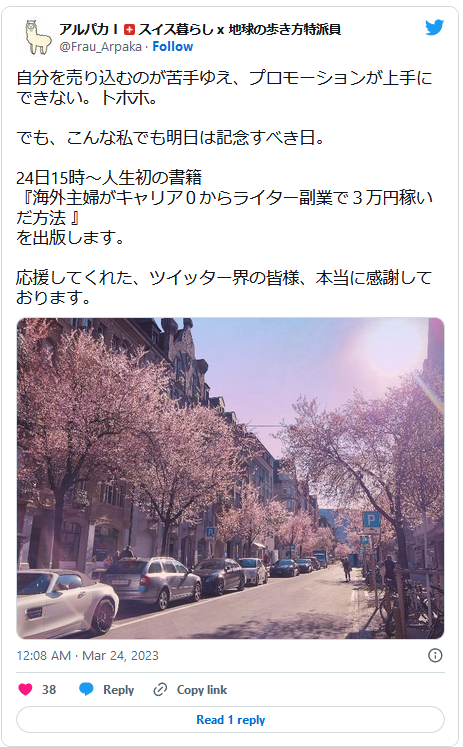 アルパカ I🇨🇭スイス暮らし x 地球の歩き方特派員
@Frau_Arpaka · Follow
自分を売り込むのが苦手ゆえ、プロモーションが上手に
できない。トホホ。
でも、こんな私でも明日は記念すべき日。
24日15時～人生初の書籍
『海外主婦がキャリア０からライター副業で３万円稼い
だ方法 』
を出版します。
応援してくれた、ツイッター界の皆様、本当に感謝して
おります。
P
P
12:08 AM · Mar 24, 2023
38 Reply Copy link
Read 1 reply